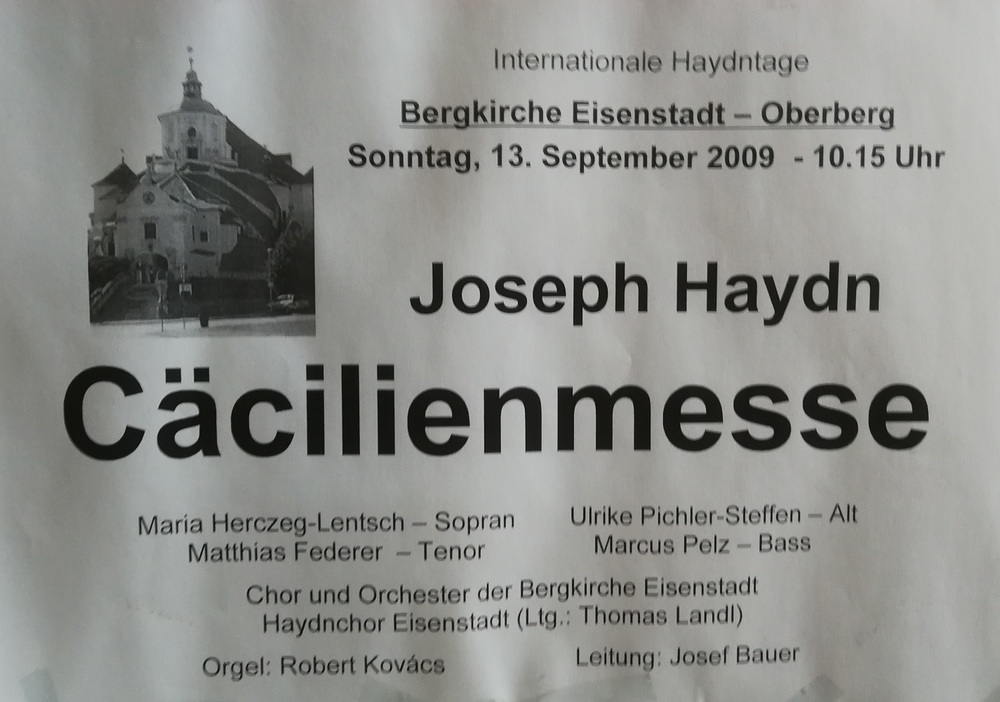 Internationale Haydntage
Bergkirche Eisenstadt – Oberberg
Sonntag, 13. September 2009 - 10.15 Uhr
Joseph Haydn
Cäcilienmesse
Maria Herczeg-Lentsch – Sopran
Ulrike Pichler-Steffen – Alt
Matthias Federer – Tenor
Marcus Pelz – Bass
Chor und Orchester der Bergkirche Eisenstadt
Haydnchor Eisenstadt (Ltg.: Thomas Landl)
Orgel: Robert Kovács
Leitung: Josef Bauer